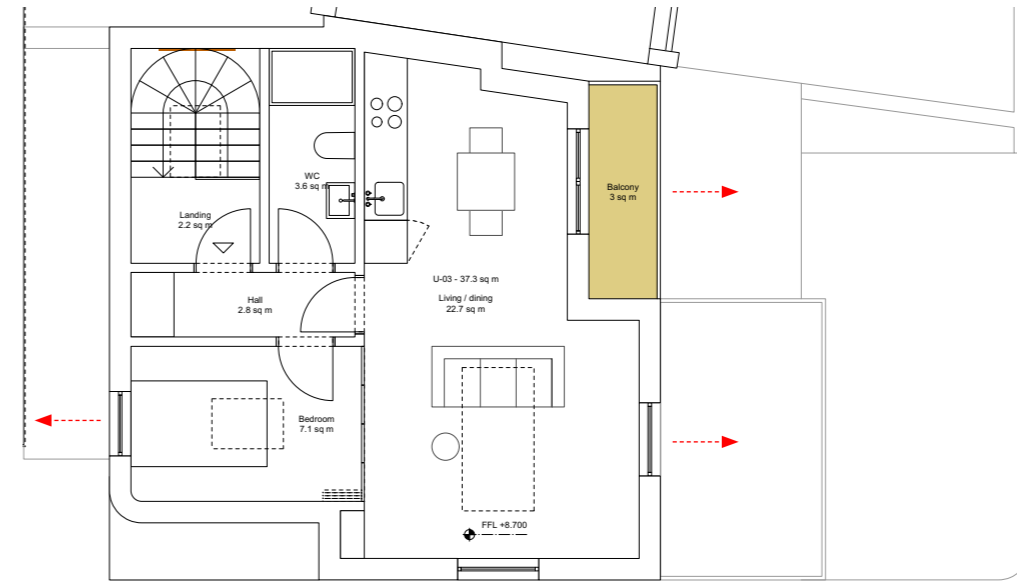 WC
3.6 sq m
Balcony
3 sq m
Landing
2.2 sq m
U-03 - 37.3 sq m
Living / dining
22.7 sq m
Hall
2.8 sq m
Bedroom
7.1 sq m
FFL +8.700